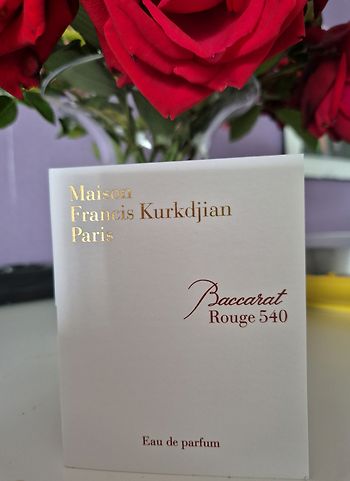 Maison
Francis Kurkdjian
Paris
Baccarat
Rouge 540
Eau de parfum